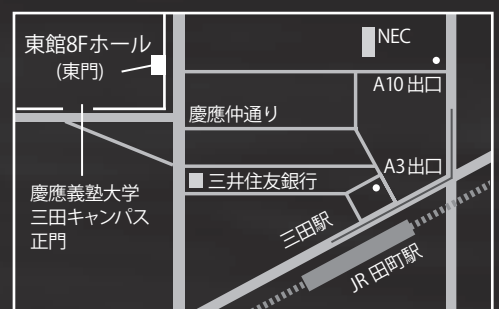 東館8Fホール
(東門)
NEC
A10 出口
慶應仲通り
A3 出口
三井住友銀行
慶應義塾大学
三田キャンパス
正門
三田駅
JR 田町駅